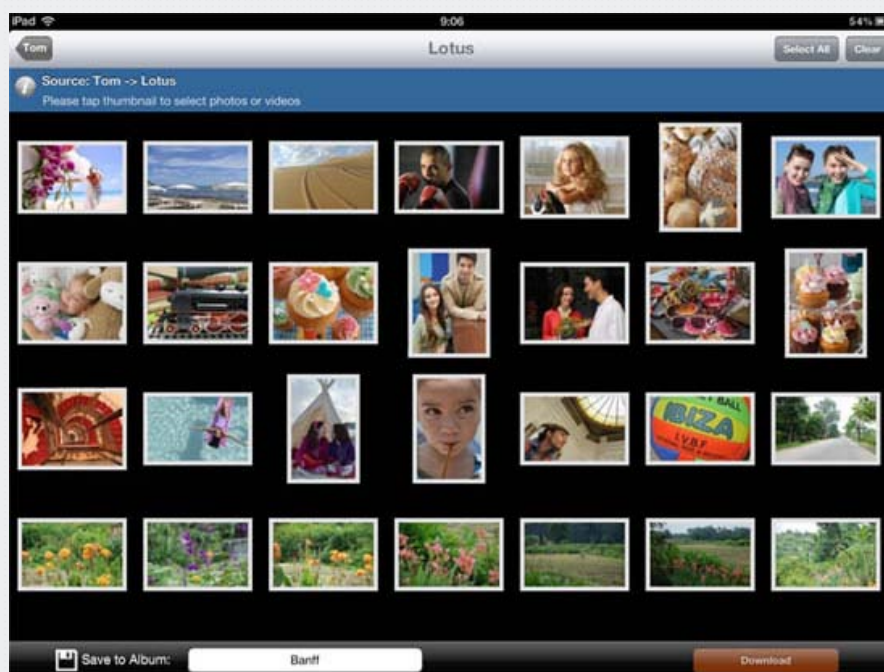 iPad 9:06 54%
Tom Lotus Select All Clear
Source: Tom -> Lotus
Please tap thumbnail to select photos or videos
BALL
IBIZA
I.V.B.F
Save to Album: Banff Download